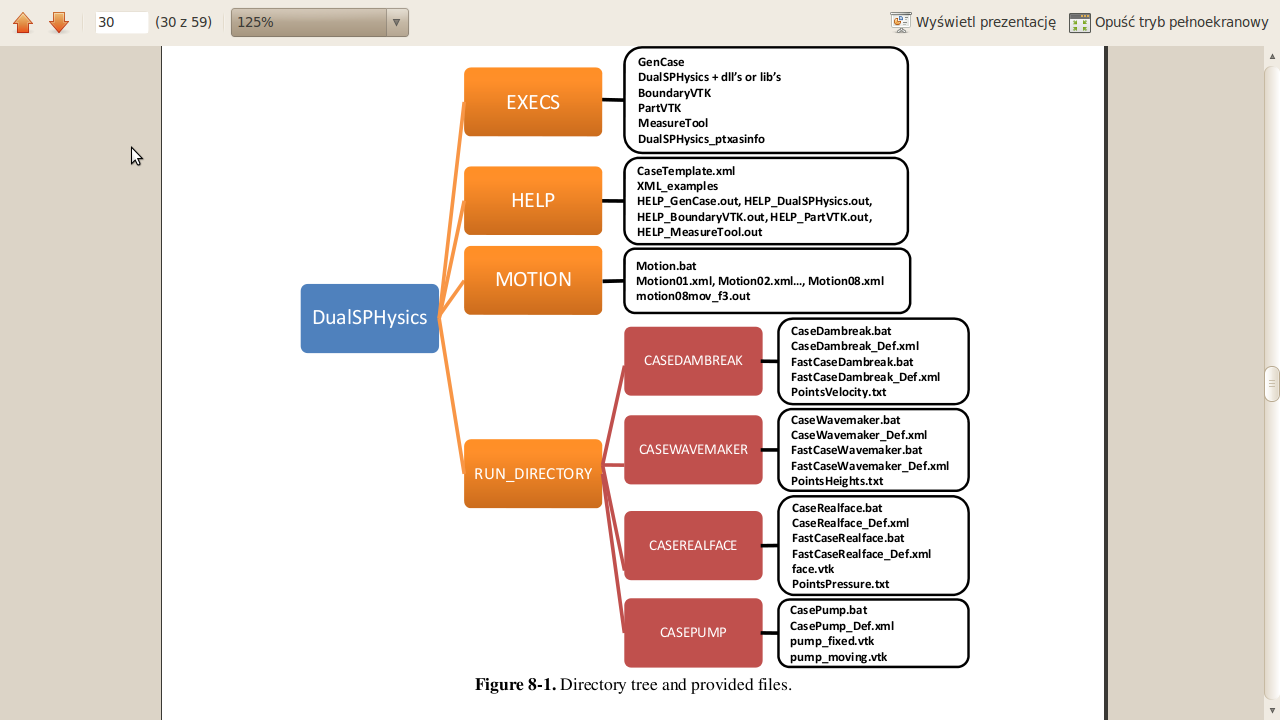 30 (30 z 59) 125% Wyświetl prezentację Opuść tryb pełnoekranowy
EXECS
GenCase
DualSPHysics + dll's or lib's
BoundaryVTK
PartVTK
MeasureTool
DualSPHysics_ptxasinfo
HELP
CaseTemplate.xml
XML_examples
HELP_GenCase.out, HELP_DualSPHysics.out,
HELP_BoundaryVTK.out, HELP_PartVTK.out,
HELP_MeasureTool.out
MOTION
Motion.bat
Motion01.xml, Motion02.xml..., Motion08.xml
motion08mov_f3.out
DualSPHysics
RUN_DIRECTORY
CASEDAMBREAK
CaseDambreak.bat
CaseDambreak_Def.xml
FastCaseDambreak.bat
FastCaseDambreak_Def.xml
PointsVelocity.txt
CASEWAVEMAKER
CaseWavemaker.bat
CaseWavemaker_Def.xml
FastCaseWavemaker.bat
FastCaseWavemaker_Def.xml
PointsHeights.txt
CASEREALFACE
CaseRealface.bat
CaseRealface_Def.xml
FastCaseRealface.bat
FastCaseRealface_Def.xml
face.vtk
PointsPressure.txt
CASEPUMP
CasePump.bat
CasePump_Def.xml
pump_fixed.vtk
pump_moving.vtk
Figure 8-1. Directory tree and provided files.